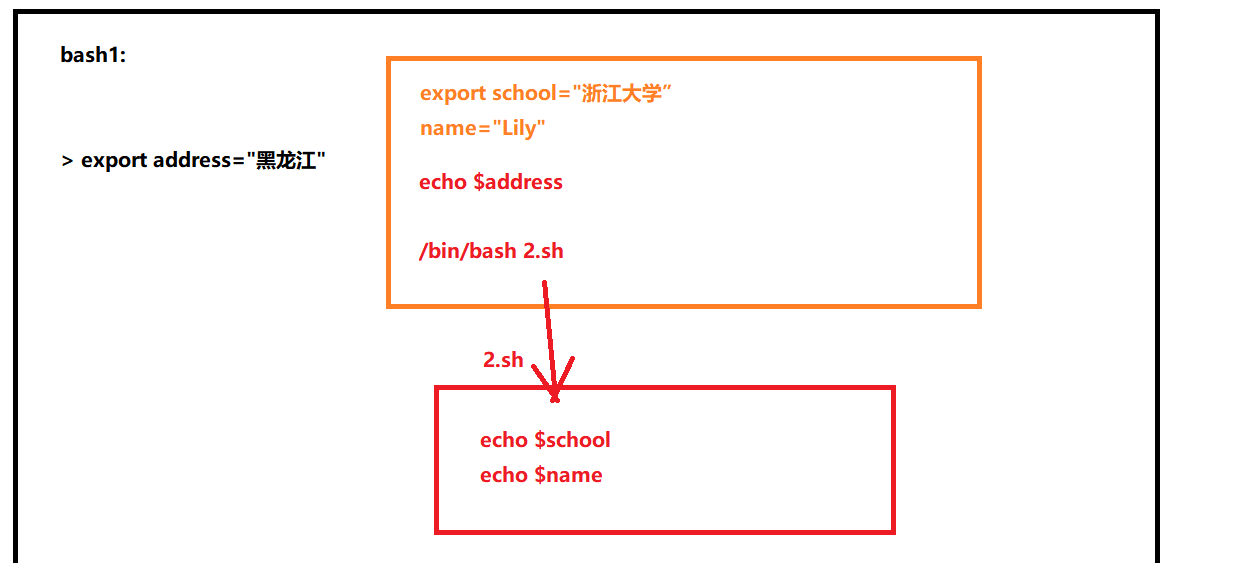 bash1:
export school="浙江大学”
name="Lily"
> export address="黑龙江"
echo $address
/bin/bash 2.sh
2.sh
echo $school
echo $name